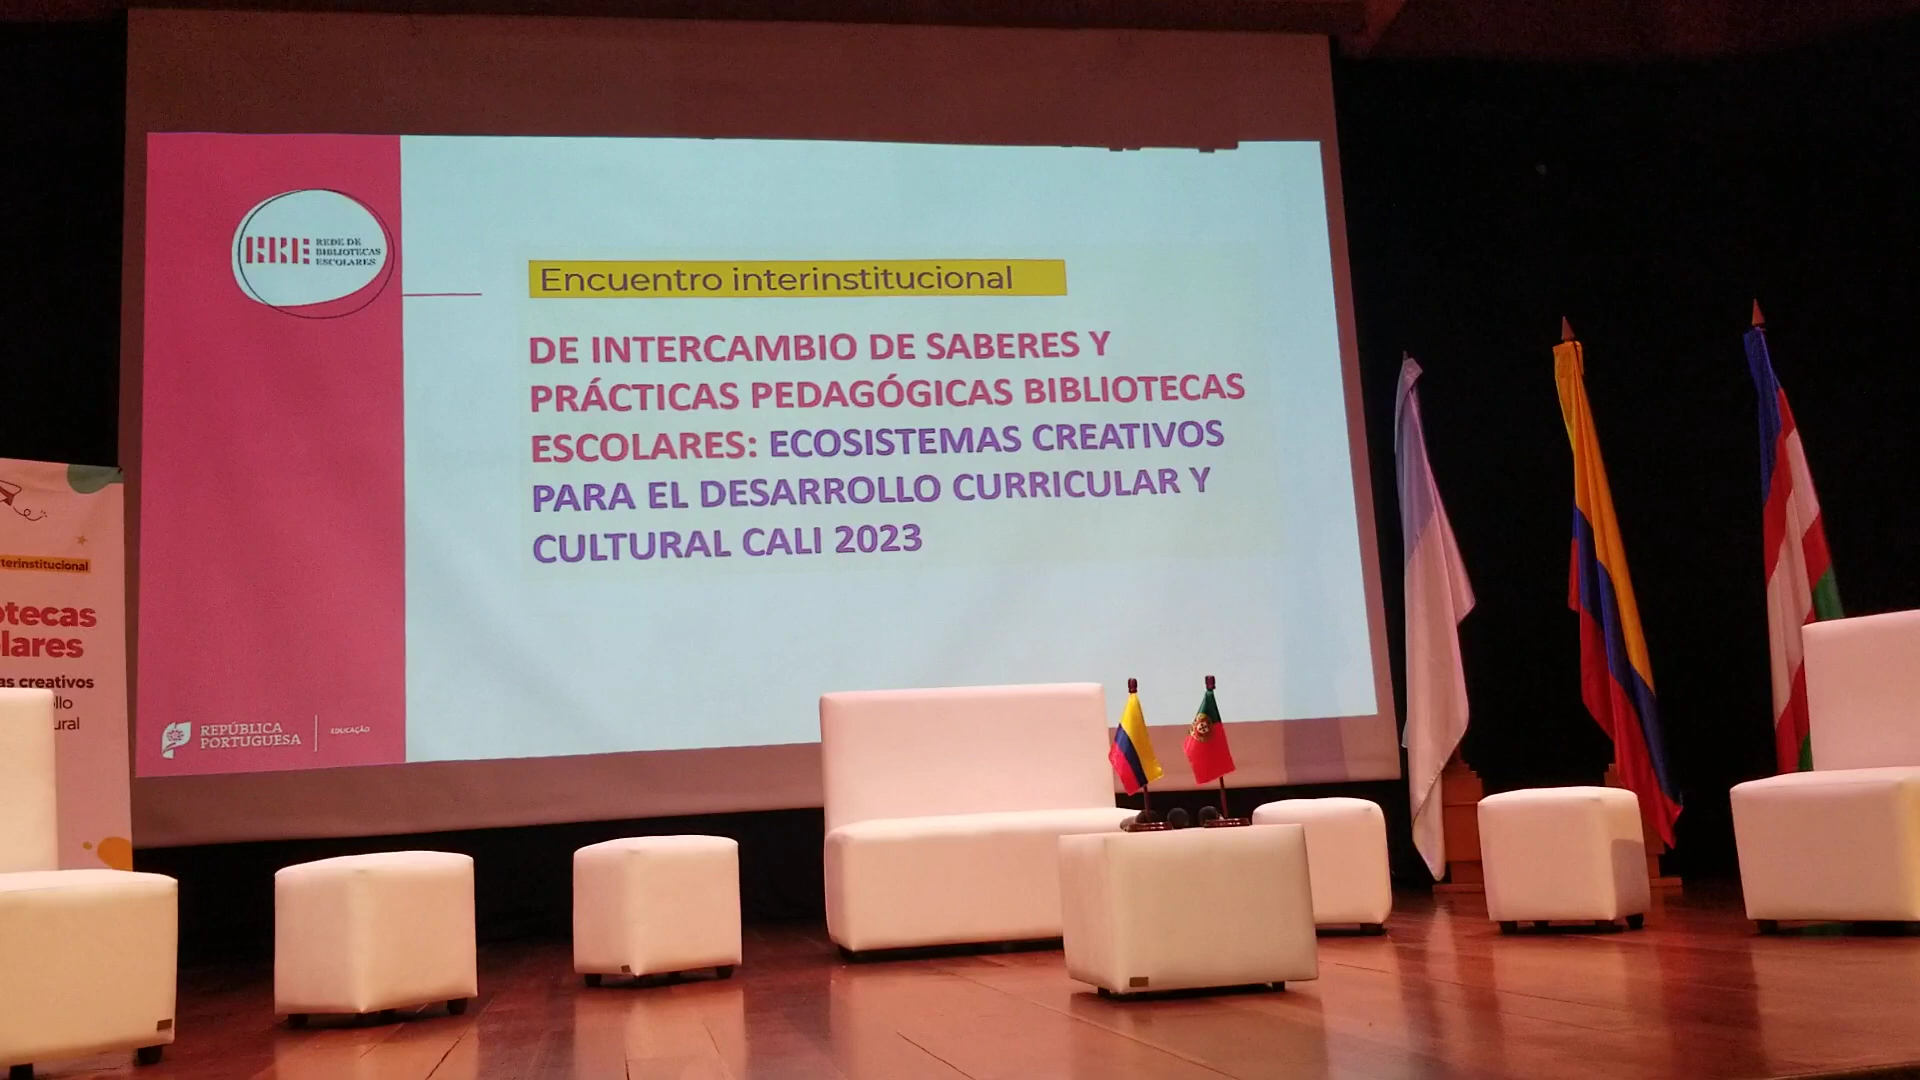 REDE DE
BIBLIOTECAS
ESCOLARES
Encuentro interinstitucional
DE INTERCAMBIO DE SABERES Y
PRÁCTICAS PEDAGÓGICAS BIBLIOTECAS
ESCOLARES: ECOSISTEMAS CREATIVOS
PARA EL DESARROLLO CURRICULAR Y
CULTURAL CALI 2023
REPÚBLICA
PORTUGUESA
EDUCAÇÃO
terinstitucional
otecas
lares
as creativos
llo
ural